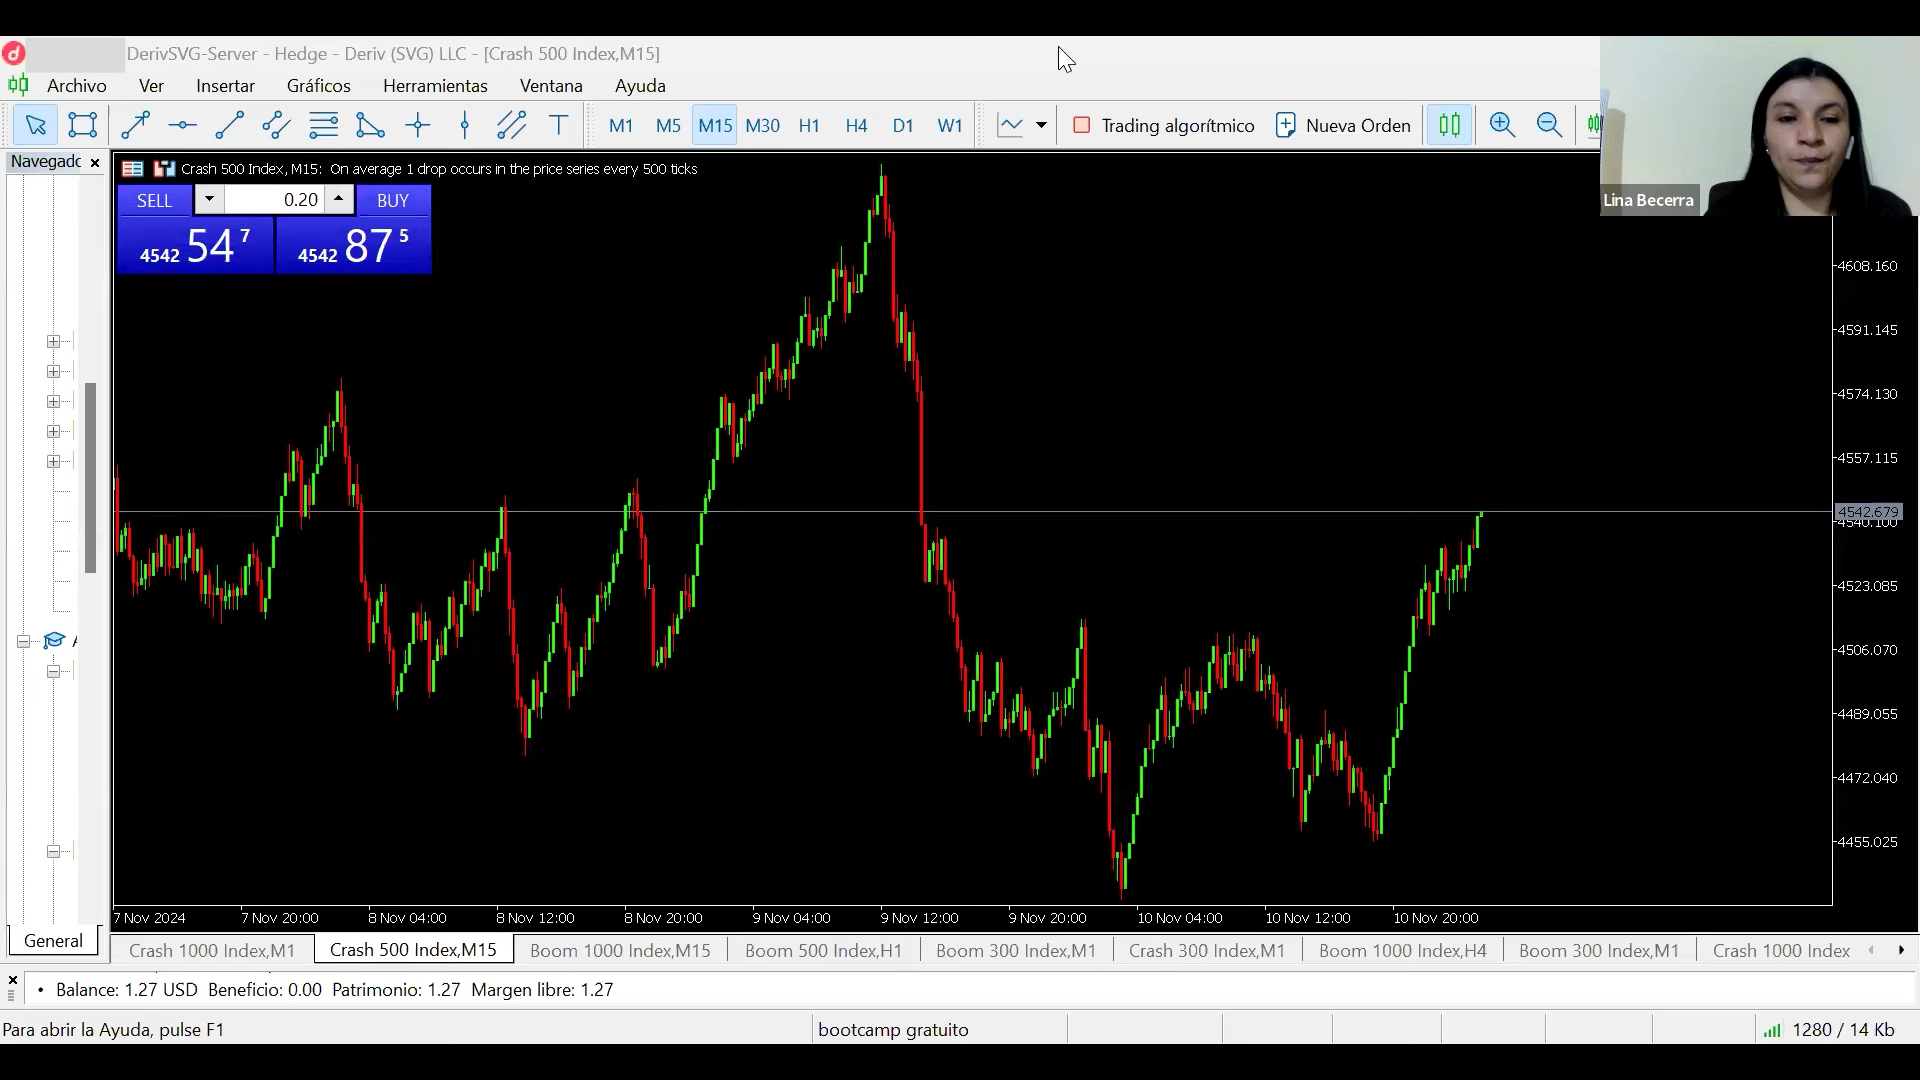 DerivSVG-Server - Hedge - Deriv (SVG) LLC - [Crash 500 Index,M15]
Archivo Ver Insertar Gráficos Herramientas Ventana Ayuda
T M1 M5 M15 M30 H1 H4 D1 W1 Trading algorítmico Nueva Orden
Lina Becerra
Navegadc
Crash 500 Index, M15: On average 1 drop occurs in the price series every 500 ticks
SELL 0.20 BUY
4542 54 7 4542 87 5
4608.160
4591.145
4574.130
4557.115
4542.679
4540.100
4523.085
4506.070
4489.055
4472.040
4455.025
7 Nov 2024 7 Nov 20:00 8 Nov 04:00 8 Nov 12:00 8 Nov 20:00 9 Nov 04:00 9 Nov 12:00 9 Nov 20:00 10 Nov 04:00 10 Nov 12:00 10 Nov 20:00
General
Crash 1000 Index,M1 Crash 500 Index,M15 Boom 1000 Index,M15 Boom 500 Index,H1 Boom 300 Index,M1 Crash 300 Index,M1 Boom 1000 Index,H4 Boom 300 Index,M1 Crash 1000 Index
• Balance: 1.27 USD Beneficio: 0.00 Patrimonio: 1.27 Margen libre: 1.27
Para abrir la Ayuda, pulse F1
bootcamp gratuito
1280 / 14 Kb